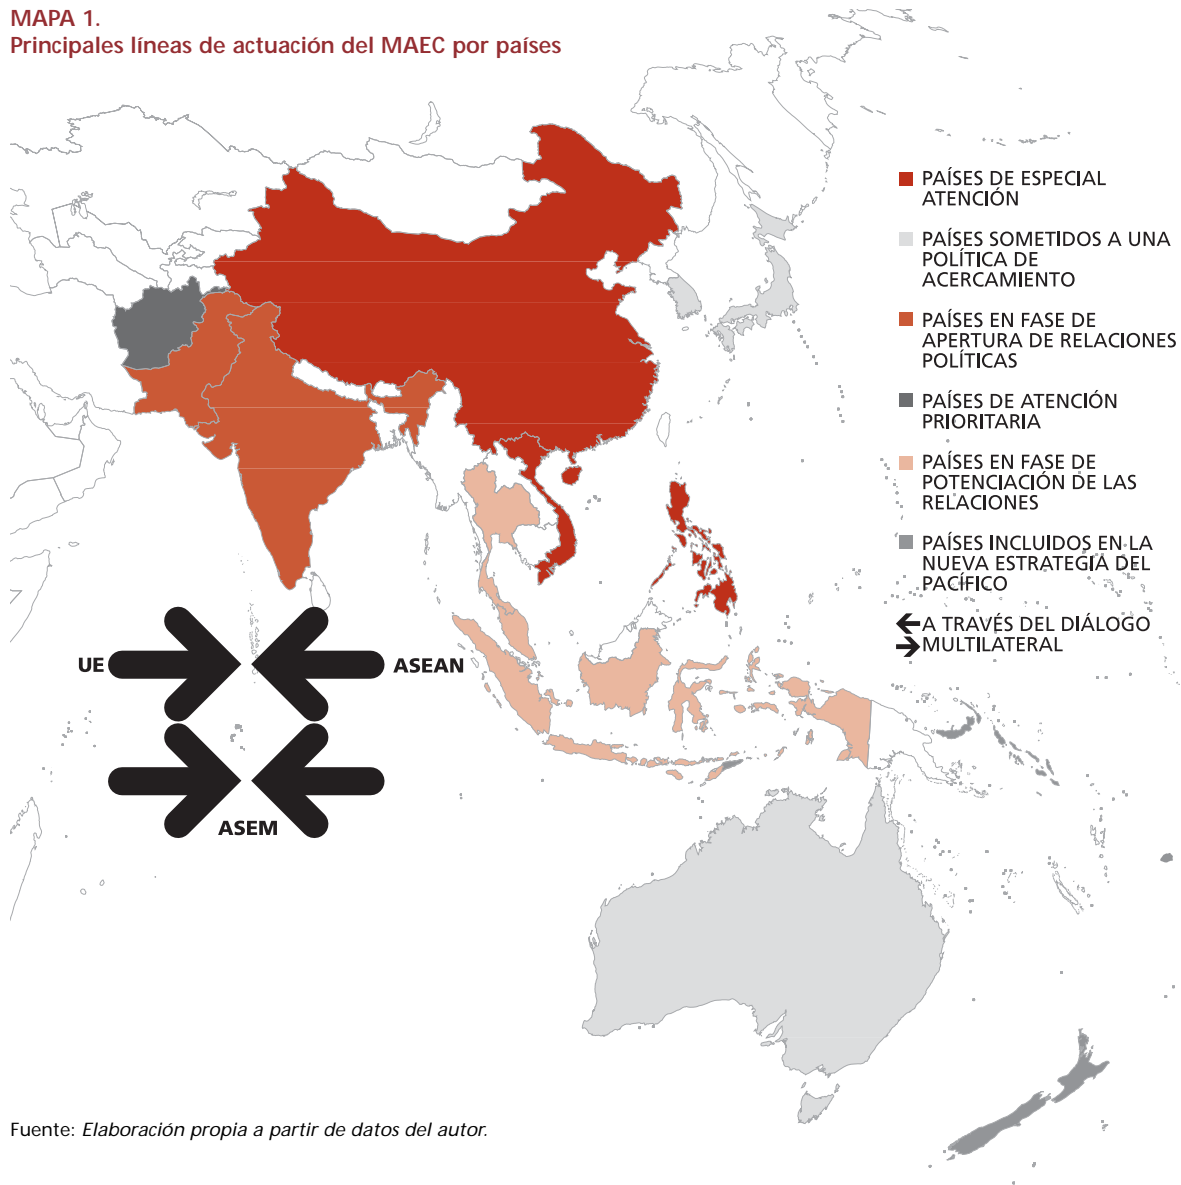 MAPA 1.
Principales líneas de actuación del MAEC por países
PAÍSES DE ESPECIAL
ATENCIÓN
PAÍSES SOMETIDOS A UNA
POLÍTICA DE
ACERCAMIENTO
PAÍSES EN FASE DE
APERTURA DE RELACIONES
POLÍTICAS
PAÍSES DE ATENCIÓN
PRIORITARIA
PAÍSES EN FASE DE
POTENCIACIÓN DE LAS
RELACIONES
PAÍSES INCLUIDOS EN LA
NUEVA ESTRATEGIA DEL
PACÍFICO
A TRAVÉS DEL DIÁLOGO
MULTILATERAL
UE
ASEAN
ASEM
Fuente: Elaboración propia a partir de datos del autor.